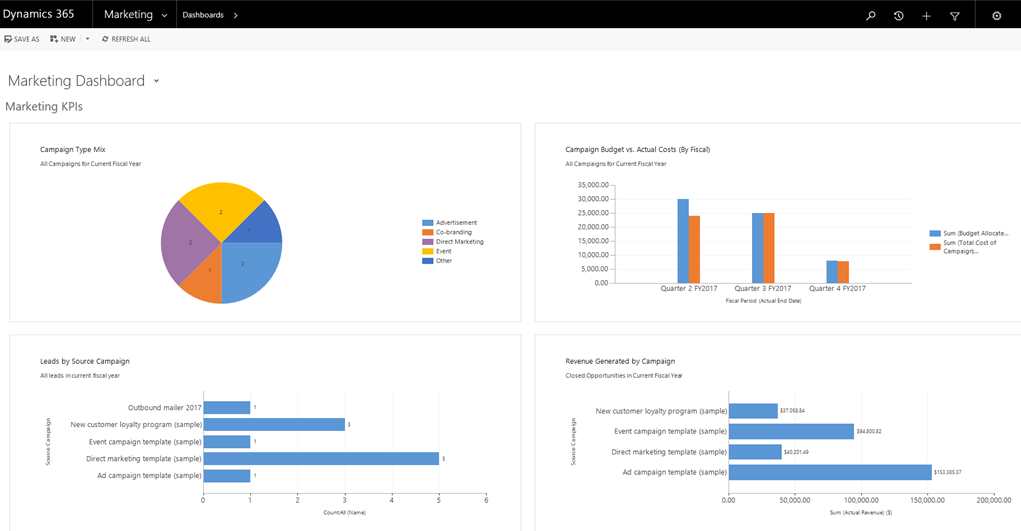 Dynamics 365 Marketing Dashboards
SAVE AS NEW REFRESH ALL
Marketing Dashboard
Marketing KPIs
Campaign Type Mix
All Campaigns for Current Fiscal Year
2
1
2
2
1
Advertisement
Co-branding
Direct Marketing
Event
Other
Campaign Budget vs. Actual Costs (By Fiscal)
All Campaigns for Current Fiscal Year
35,000.00
30,000.00
25,000.00
20,000.00
15,000.00
10,000.00
5,000.00
0.00
Quarter 2 FY2017 Quarter 3 FY2017 Quarter 4 FY2017
Fiscal Period (Actual End Date)
Sum (Budget Allocate...
Sum (Total Cost of
Campaign)...
Leads by Source Campaign
All leads in current fiscal year
Source Campaign
Outbound mailer 2017 1
New customer loyalty program (sample) 3
Event campaign template (sample) 1
Direct marketing template (sample) 5
Ad campaign template (sample) 1
0 1 2 3 4 5 6
CountAll (Name)
Revenue Generated by Campaign
Closed Opportunities in Current Fiscal Year
Source Campaign
New customer loyalty program (sample) $37,058.84
Event campaign template (sample) $94,800.92
Direct marketing template (sample) $40,201.49
Ad campaign template (sample) $153,385.37
0.00 50,000.00 100,000.00 150,000.00 200,000.00
Sum (Actual Revenue) ($)